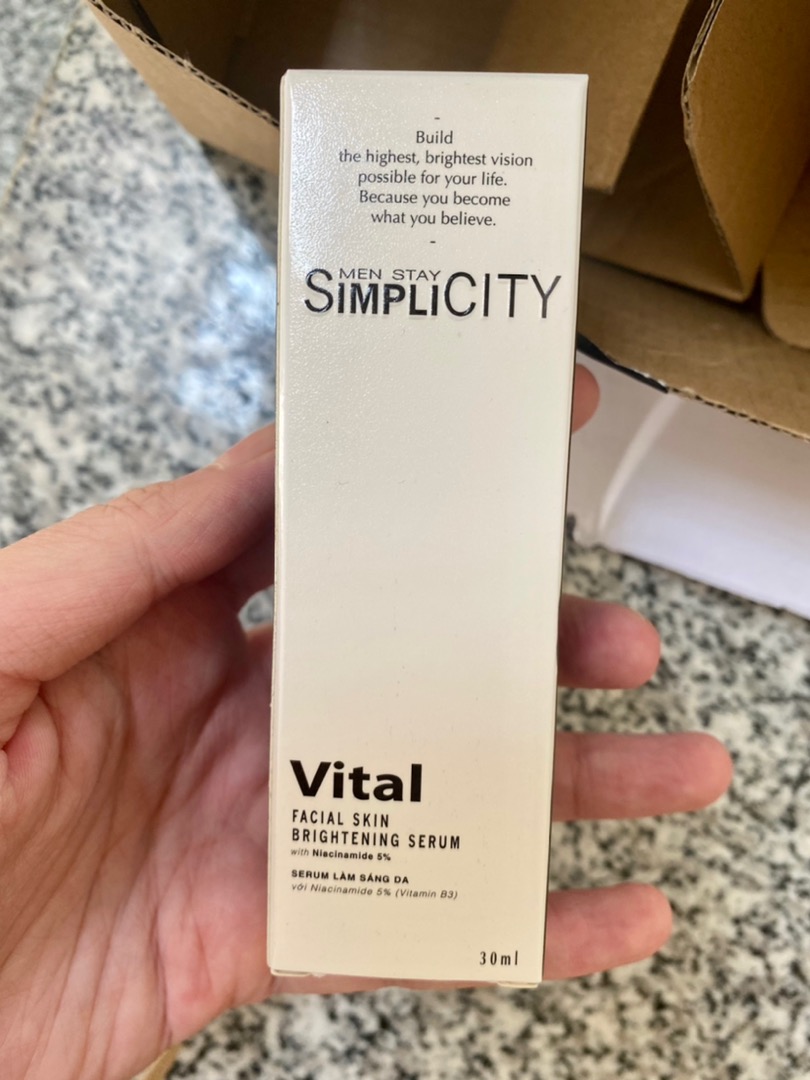 -
Build
the highest, brightest vision
possible for your life.
Because you become
what you believe.
-
MEN STAY
SiMPLiCITY
Vital
FACIAL SKIN
BRIGHTENING SERUM
with Niacinamide 5%
SERUM LÀM SÁNG DA
với Niacinamide 5% (Vitamin B3)
30ml